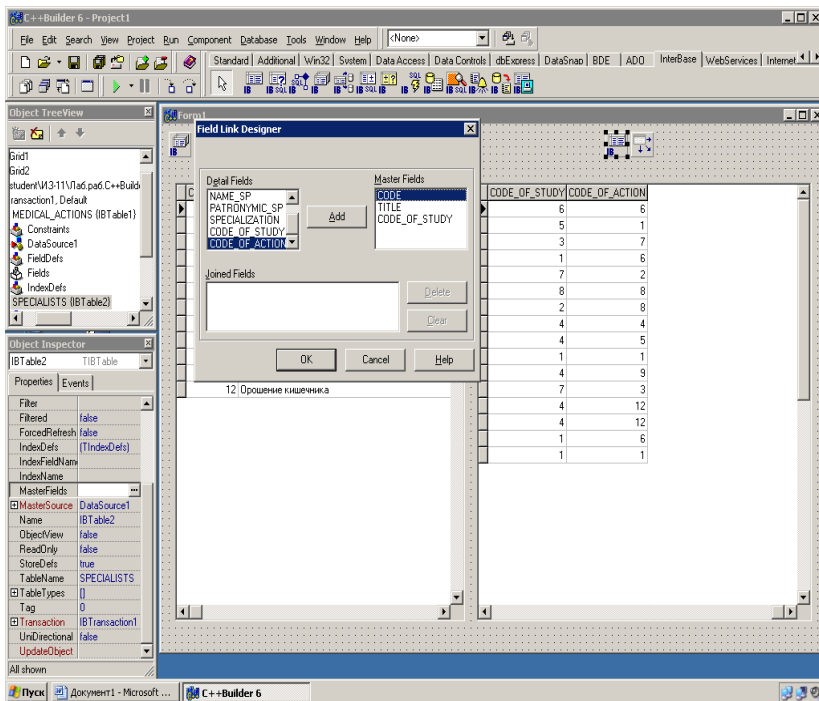 C++Builder 6 - Project1
File Edit Search View Project Run Component Database Tools Window Help <None>
Standard Additional Win32 System Data Access Data Controls dbExpress DataSnap BDE ADO InterBase WebServices Internet
Object TreeView
Grid1
Grid2
student\ИЗ-11\Лаб.раб.C++Build
ransaction1, Default
MEDICAL_ACTIONS {IBTable1}
Constraints
DataSource1
FieldDefs
Fields
IndexDefs
SPECIALISTS {IBTable2}
Object Inspector
IBTable2 TIBTable
Properties Events
Filter
Filtered false
ForcedRefresh false
IndexDefs (TIndexDefs)
IndexFieldNam
IndexName
MasterFields ...
MasterSource DataSource1
Name IBTable2
ObjectView false
ReadOnly false
StoreDefs true
TableName SPECIALISTS
TableTypes []
Tag 0
Transaction IBTransaction1
UniDirectional false
UpdateObject
All shown
Form1
Field Link Designer
Detail Fields
NAME_SP
PATRONYMIC_SP
SPECIALIZATION
CODE_OF_STUDY
CODE_OF_ACTION
Add
Master Fields
CODE
TITLE
CODE_OF_STUDY
Joined Fields
Delete
Clear
OK Cancel Help
12 Орошение кишечника
CODE_OF_STUDY CODE_OF_ACTION
6 6
5 1
3 7
1 6
7 2
8 8
2 8
4 4
4 5
1 1
4 9
7 3
4 12
4 12
1 6
1 1
Пуск Документ1 - Microsoft ... C++Builder 6